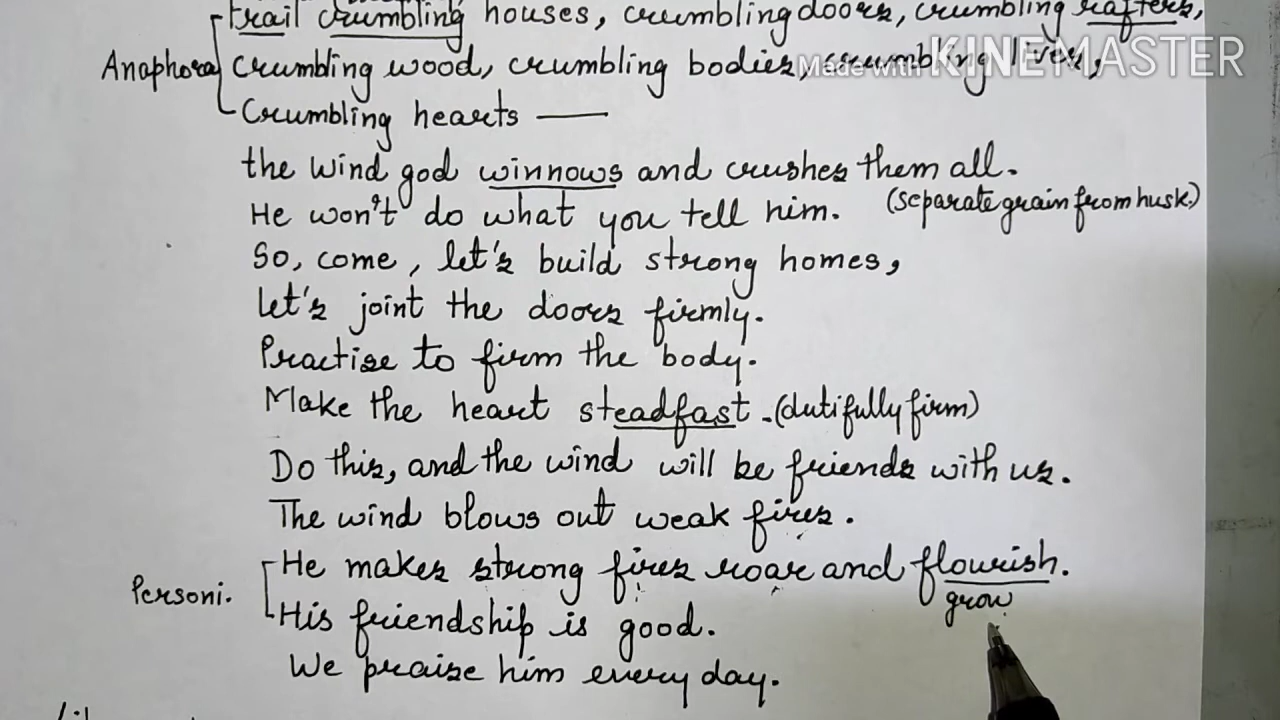 frail crumbling houses, crumbling doors, crumbling rafters,
Made with KINEMASTER
Anaphora crumbling wood, crumbling bodies, crumbling lives,
Crumbling hearts —
the wind god winnows and crushes them all.
He won't do what you tell him. (separate grain from husk.)
So, come, let's build strong homes,
Let's joint the doors firmly.
Practise to firm the body.
Make the heart steadfast. (dutifully firm)
Do this, and the wind will be friends with us.
The wind blows out weak fires.
He makes strong fires roar and flourish.
grow
Personi.
His friendship is good.
We praise him every day.